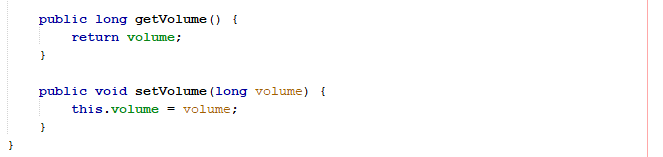 public long getVolume() {
return volume;
}
public void setVolume(long volume) {
this.volume = volume;
}
}